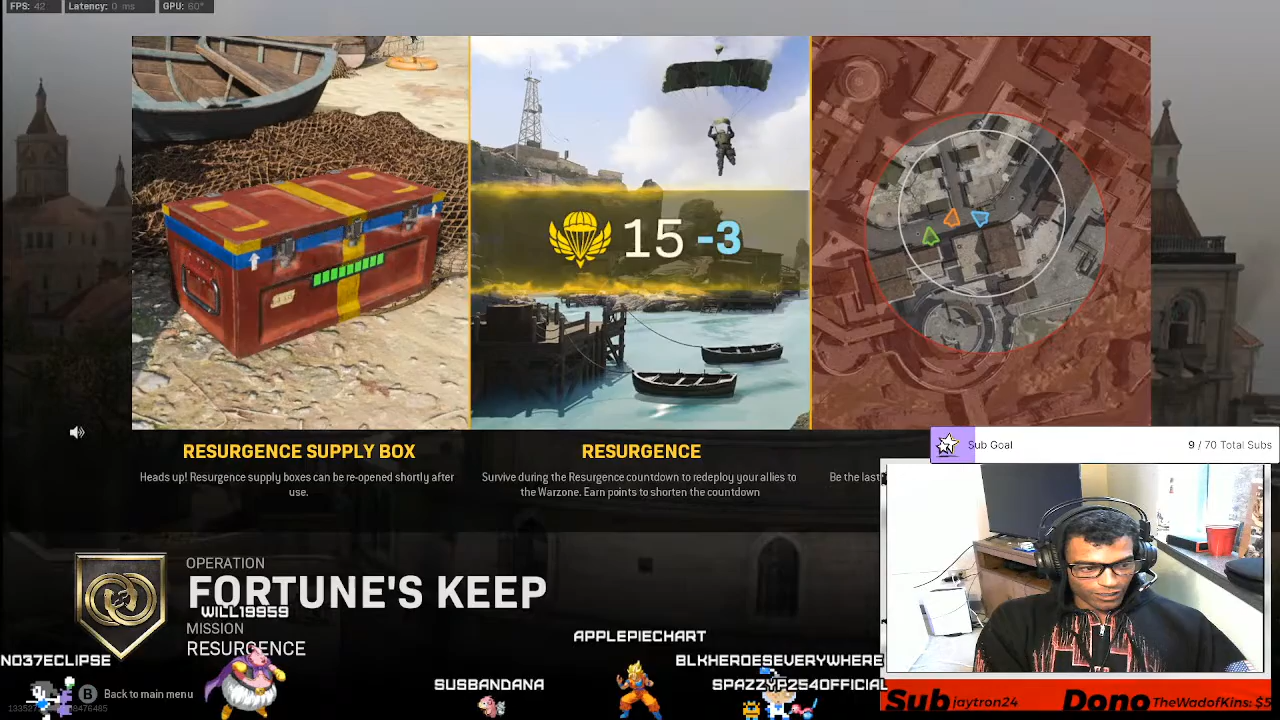 FPS: 42 Latency: 0 ms GPU: 60°
15 -3
RESURGENCE SUPPLY BOX
Heads up! Resurgence supply boxes can be re-opened shortly after
use.
RESURGENCE
Survive during the Resurgence countdown to redeploy your allies to
the Warzone. Earn points to shorten the countdown
Be the last
Sub Goal 9 / 70 Total Subs
OPERATION
FORTUNE'S KEEP
WILL19959
MISSION
RESURGENCE
NO37ECLIPSE
APPLEPIECHART
BLKHEROESEVERYWHERE
SUSBANDANA
SPAZZYP254OFFICIAL
B Back to main menu
Sub jaytron24 Dono TheWadofKins: $5